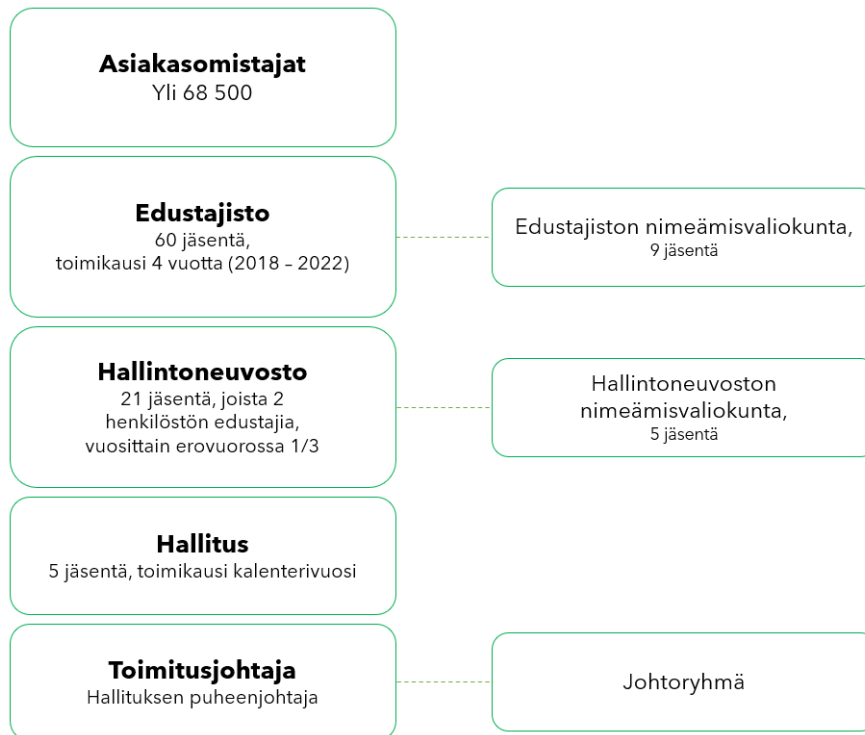 Asiakasomistajat
Yli 68 500
Edustajisto
60 jäsentä,
toimikausi 4 vuotta (2018 – 2022)
Edustajiston nimeämisvaliokunta,
9 jäsentä
Hallintoneuvosto
21 jäsentä, joista 2
henkilöstön edustajia,
vuosittain erovuorossa 1/3
Hallintoneuvoston
nimeämisvaliokunta,
5 jäsentä
Hallitus
5 jäsentä, toimikausi kalenterivuosi
Toimitusjohtaja
Hallituksen puheenjohtaja
Johtoryhmä